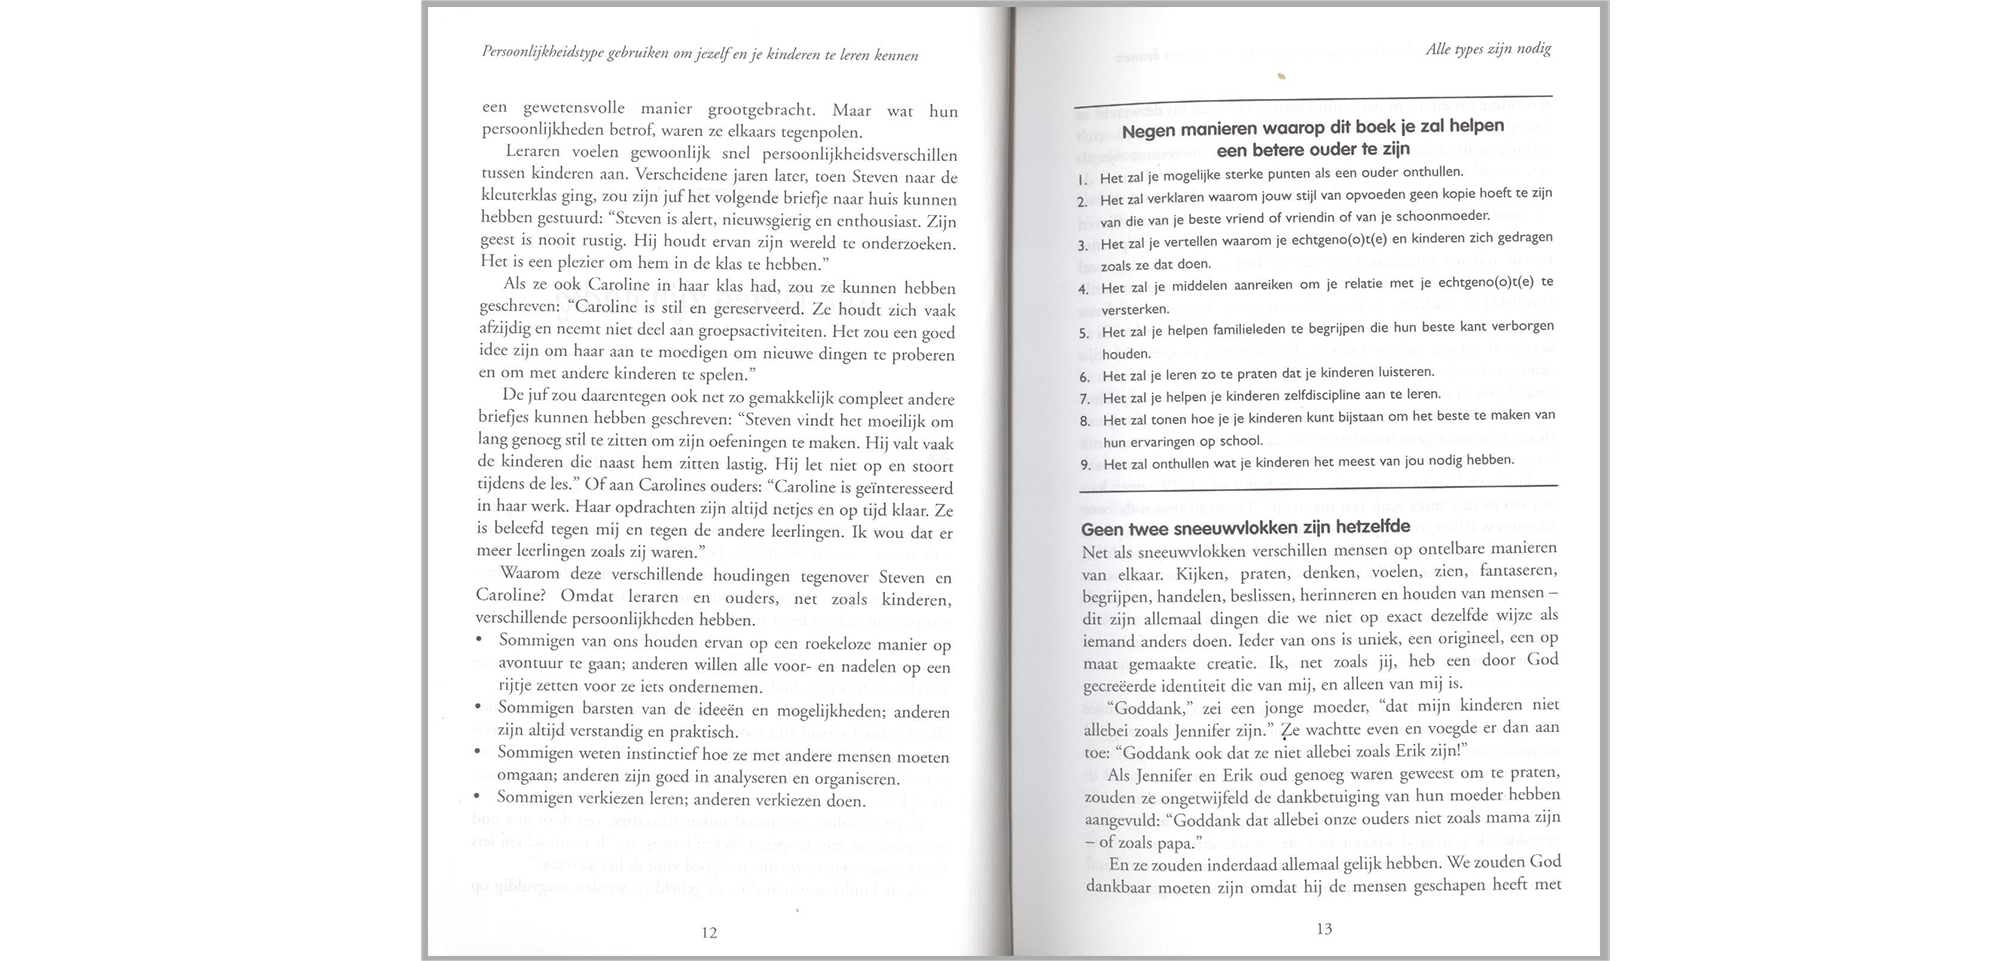 Persoonlijkheidstype gebruiken om jezelf en je kinderen te leren kennen
een gewetensvolle manier grootgebracht. Maar wat hun
persoonlijkheden betrof, waren ze elkaars tegenpolen.
Leraren voelen gewoonlijk snel persoonlijkheidsverschillen
tussen kinderen aan. Verscheidene jaren later, toen Steven naar de
kleuterklas ging, zou zijn juf het volgende briefje naar huis kunnen
hebben gestuurd: “Steven is alert, nieuwsgierig en enthousiast. Zijn
geest is nooit rustig. Hij houdt ervan zijn wereld te onderzoeken.
Het is een plezier om hem in de klas te hebben.”
Als ze ook Caroline in haar klas had, zou ze kunnen hebben
geschreven: “Caroline is stil en gereserveerd. Ze houdt zich vaak
afzijdig en neemt niet deel aan groepsactiviteiten. Het zou een goed
idee zijn om haar aan te moedigen om nieuwe dingen te proberen
en om met andere kinderen te spelen.”
De juf zou daarentegen ook net zo gemakkelijk compleet andere
briefjes kunnen hebben geschreven: “Steven vindt het moeilijk om
lang genoeg stil te zitten om zijn oefeningen te maken. Hij valt vaak
de kinderen die naast hem zitten lastig. Hij let niet op en stoort
tijdens de les.” Of aan Carolines ouders: “Caroline is geïnteresseerd
in haar werk. Haar opdrachten zijn altijd netjes en op tijd klaar. Ze
is beleefd tegen mij en tegen de andere leerlingen. Ik wou dat er
meer leerlingen zoals zij waren.”
Waarom deze verschillende houdingen tegenover Steven en
Caroline? Omdat leraren en ouders, net zoals kinderen,
verschillende persoonlijkheden hebben.
• Sommigen van ons houden ervan op een roekeloze manier op
avontuur te gaan; anderen willen alle voor- en nadelen op een
rijtje zetten voor ze iets ondernemen.
• Sommigen barsten van de ideeën en mogelijkheden; anderen
zijn altijd verstandig en praktisch.
• Sommigen weten instinctief hoe ze met andere mensen moeten
omgaan; anderen zijn goed in analyseren en organiseren.
• Sommigen verkiezen leren; anderen verkiezen doen.
12
Alle types zijn nodig
Negen manieren waarop dit boek je zal helpen
een betere ouder te zijn
1. Het zal je mogelijke sterke punten als een ouder onthullen.
2. Het zal verklaren waarom jouw stijl van opvoeden geen kopie hoeft te zijn
van die van je beste vriend of vriendin of van je schoonmoeder.
3. Het zal je vertellen waarom je echtgeno(o)t(e) en kinderen zich gedragen
zoals ze dat doen.
4. Het zal je middelen aanreiken om je relatie met je echtgeno(o)t(e) te
versterken.
5. Het zal je helpen familieleden te begrijpen die hun beste kant verborgen
houden.
6. Het zal je leren zo te praten dat je kinderen luisteren.
7. Het zal je helpen je kinderen zelfdiscipline aan te leren.
8. Het zal tonen hoe je je kinderen kunt bijstaan om het beste te maken van
hun ervaringen op school.
9. Het zal onthullen wat je kinderen het meest van jou nodig hebben.
Geen twee sneeuwvlokken zijn hetzelfde
Net als sneeuwvlokken verschillen mensen op ontelbare manieren
van elkaar. Kijken, praten, denken, voelen, zien, fantaseren,
begrijpen, handelen, beslissen, herinneren en houden van mensen –
dit zijn allemaal dingen die we niet op exact dezelfde wijze als
iemand anders doen. Ieder van ons is uniek, een origineel, een op
maat gemaakte creatie. Ik, net zoals jij, heb een door God
gecreëerde identiteit die van mij, en alleen van mij is.
“Goddank,” zei een jonge moeder, “dat mijn kinderen niet
allebei zoals Jennifer zijn.” Ze wachtte even en voegde er dan aan
toe: “Goddank ook dat ze niet allebei zoals Erik zijn!”
Als Jennifer en Erik oud genoeg waren geweest om te praten,
zouden ze ongetwijfeld de dankbetuiging van hun moeder hebben
aangevuld: “Goddank dat allebei onze ouders niet zoals mama zijn
– of zoals papa.”
En ze zouden inderdaad allemaal gelijk hebben. We zouden God
dankbaar moeten zijn omdat hij de mensen geschapen heeft met
13